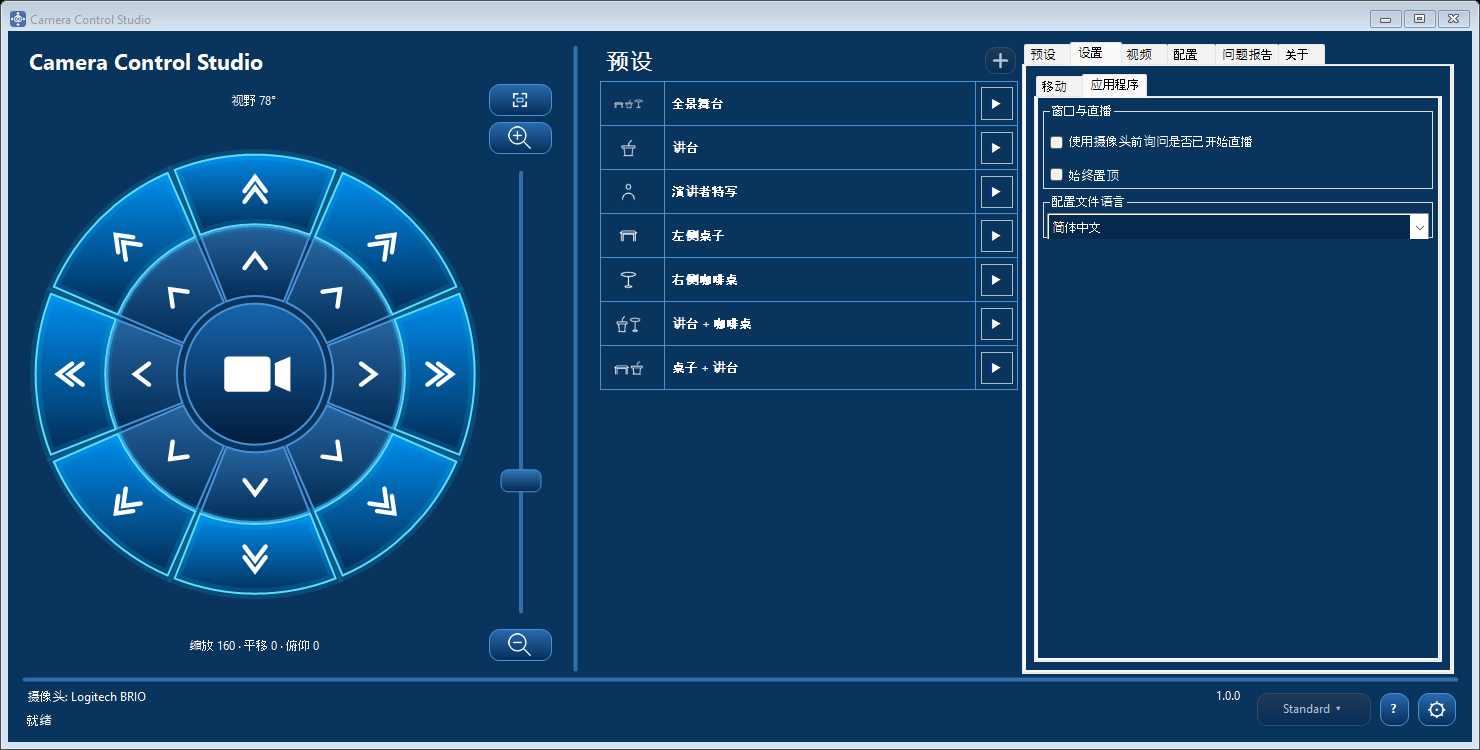 Camera Control Studio
Camera Control Studio
视野 78°
缩放 160 · 平移 0 · 俯仰 0
预设
全景舞台
讲台
演讲者特写
左侧桌子
右侧咖啡桌
讲台 + 咖啡桌
桌子 + 讲台
预设 设置 视频 配置 问题报告 关于
移动 应用程序
窗口与直播
使用摄像头前询问是否已开始直播
始终置顶
配置文件语言
简体中文
摄像头: Logitech BRIO
就绪
1.0.0
Standard
?